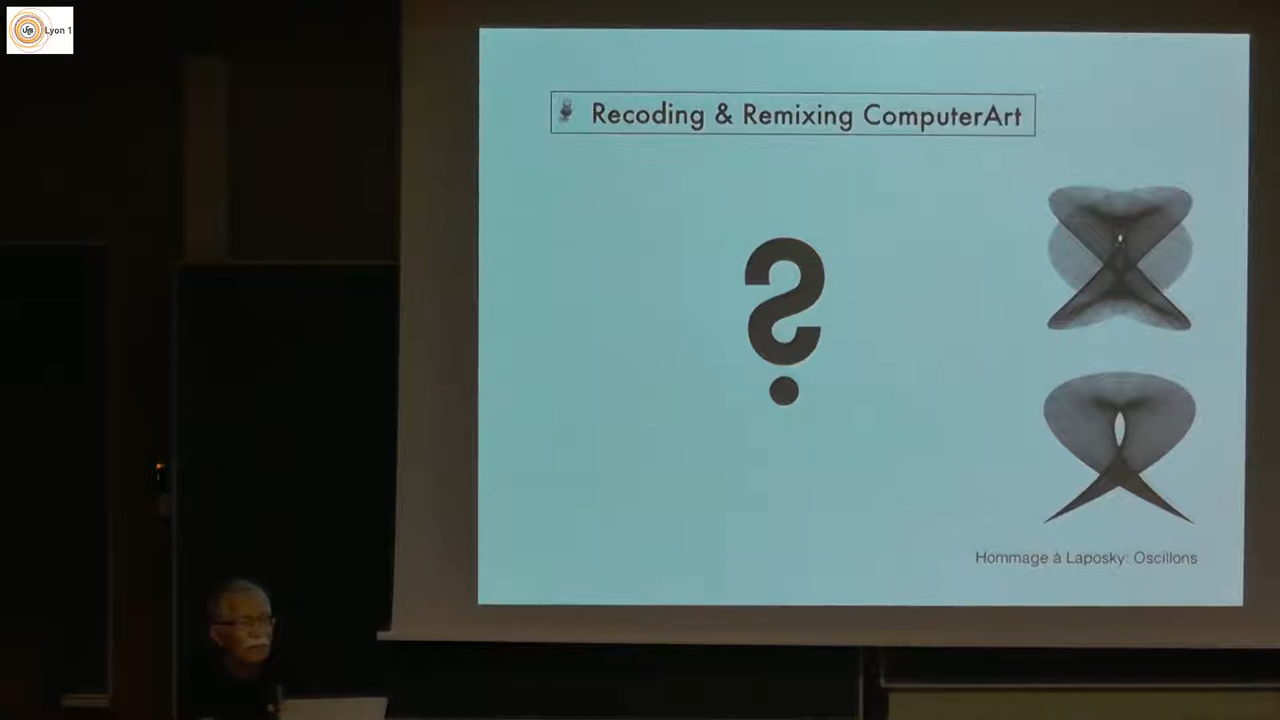 Lyon 1
Recoding & Remixing ComputerArt
?
Hommage à Laposky: Oscillons